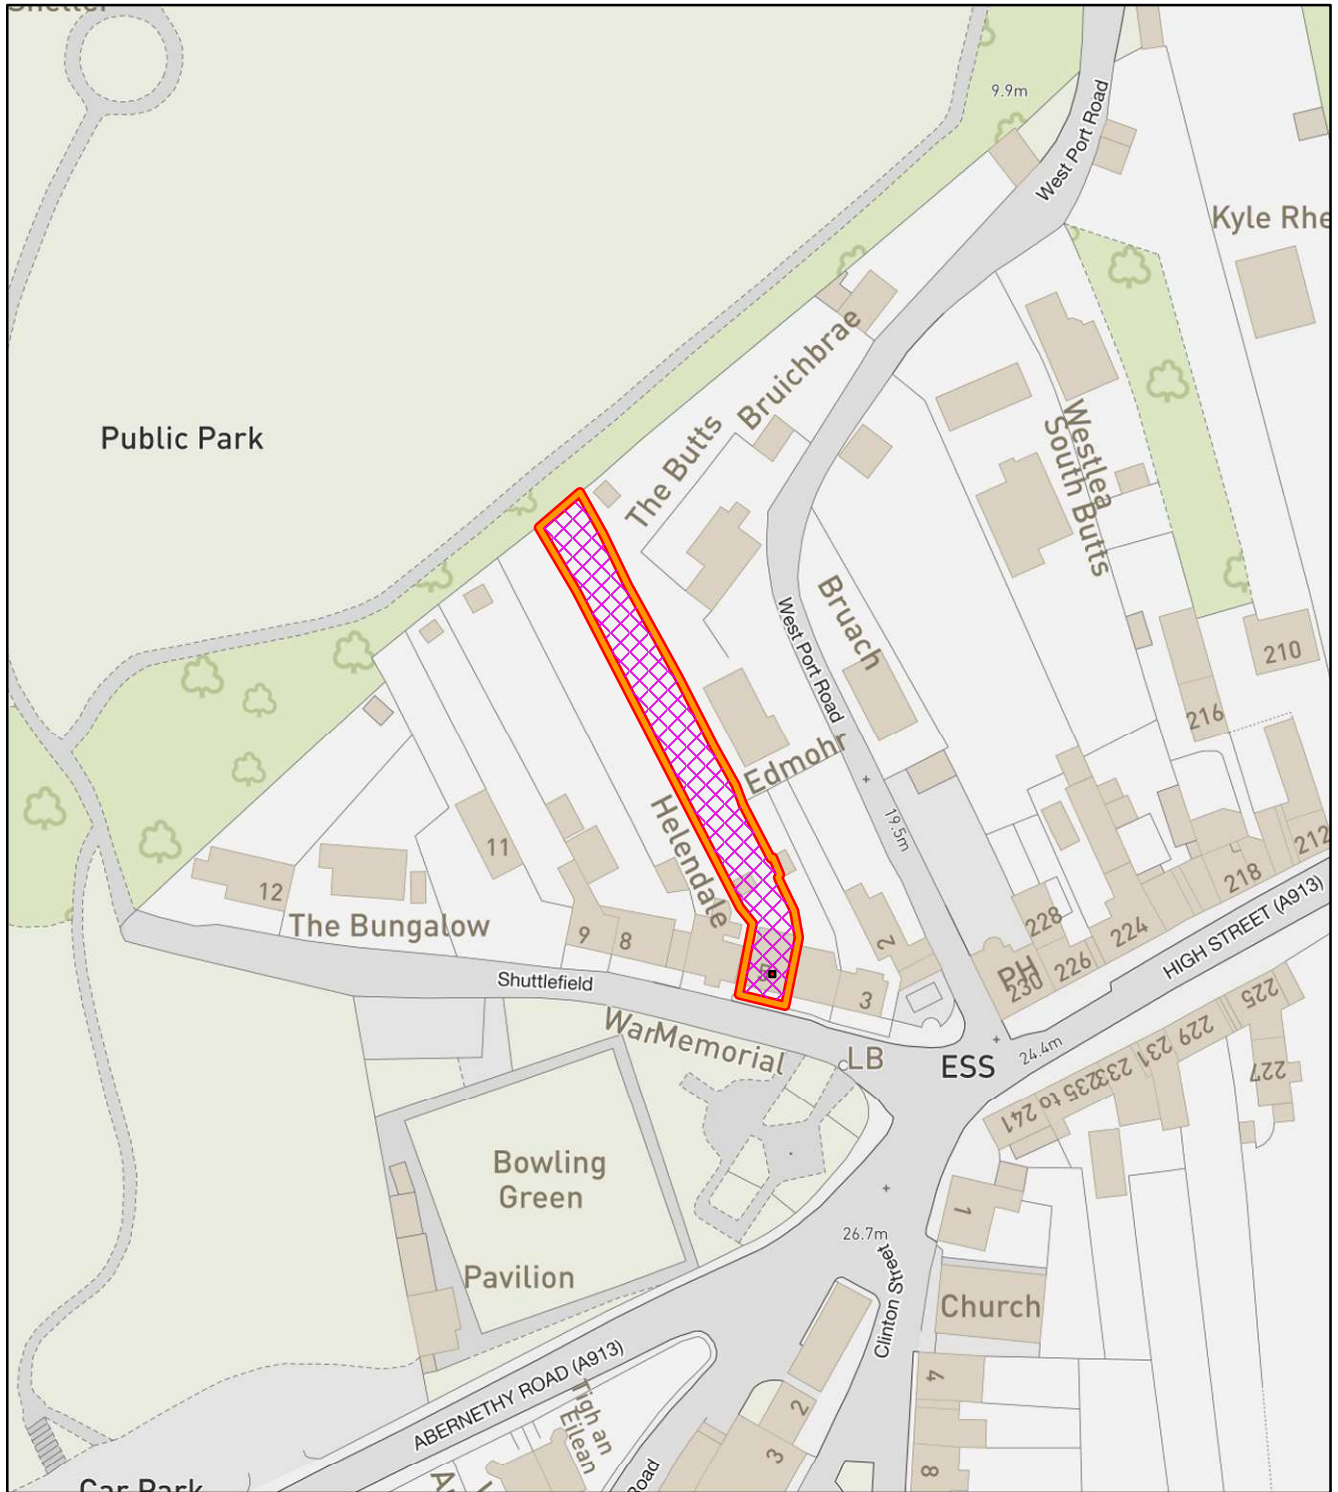 Shelter
9.9m
West Port Road
Kyle Rhe
Public Park
Bruichbrae
The Butts
Westlea
South Butts
Bruach
West Port Road
210
216
Edmohr
19.5m
Helendale
11
12
The Bungalow
9
8
2
3
228
PH
230
226
224
218
212
HIGH STREET (A913)
Shuttlefield
WarMemorial
LB
ESS
24.4m
225
229
231
233
235 to 241
227
Bowling
Green
Pavilion
26.7m
Clinton Street
1
Church
ABERNETHY ROAD (A913)
Tigh an
Eilean
2
3
4
8
Road
Car Park